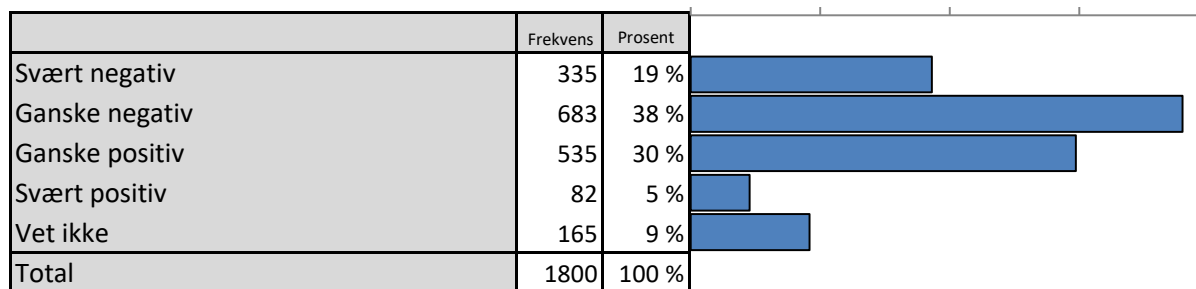 Frekvens Prosent
Svært negativ 335 19 %
Ganske negativ 683 38 %
Ganske positiv 535 30 %
Svært positiv 82 5 %
Vet ikke 165 9 %
Total 1800 100 %